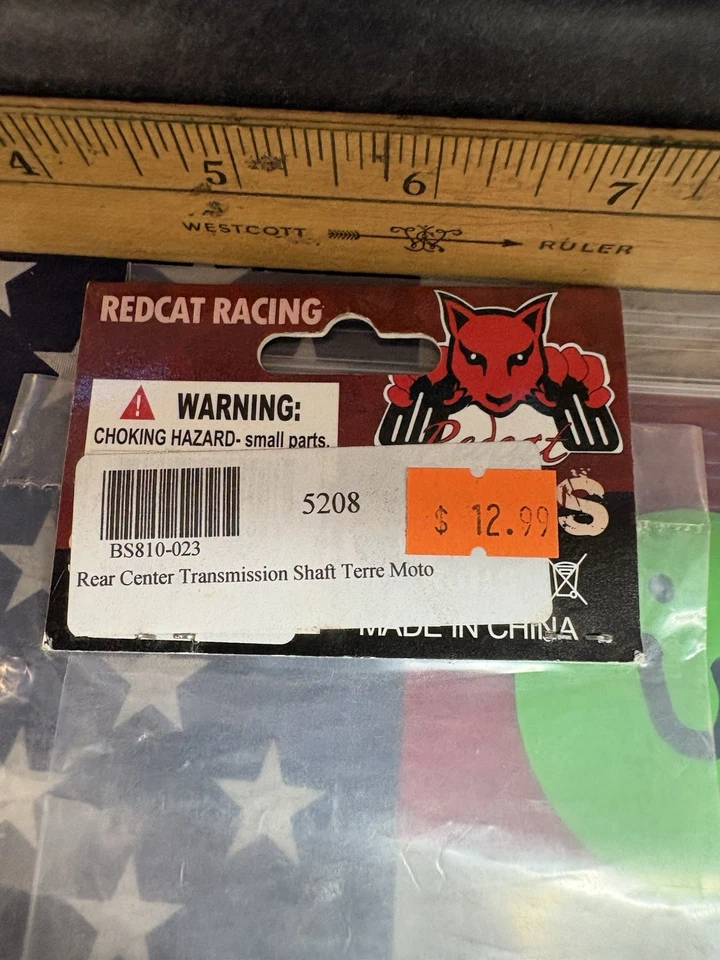 4 5 6 7
WESTCOTT RULER
REDCAT RACING
WARNING:
CHOKING HAZARD- small parts.
Redcat
S
5208
$ 12.99
BS810-023
Rear Center Transmission Shaft Terre Moto
MADE IN CHINA